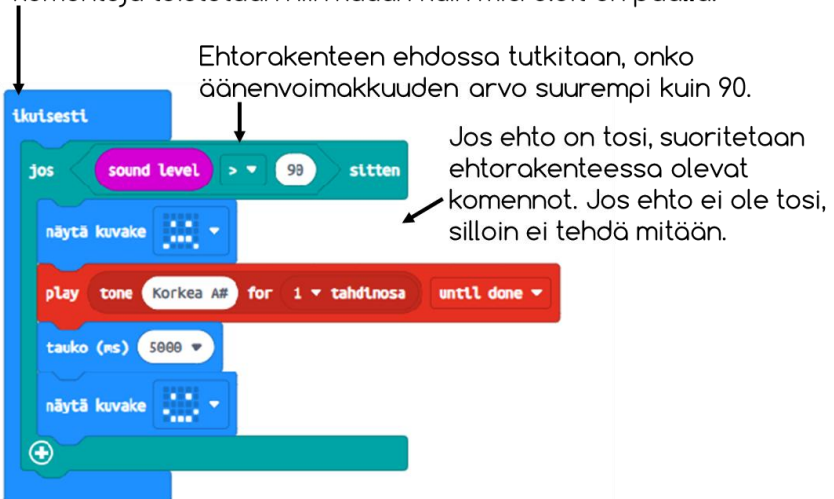 Ehtorakenteen ehdossa tutkitaan, onko
äänenvoimakkuuden arvo suurempi kuin 90.
ikuisesti
jos sound level > 90 sitten
Jos ehto on tosi, suoritetaan
ehtorakenteessa olevat
komennot. Jos ehto ei ole tosi,
silloin ei tehdä mitään.
näytä kuvake
play tone Korkea A# for 1 tahdinosa until done
tauko (ms) 5000
näytä kuvake